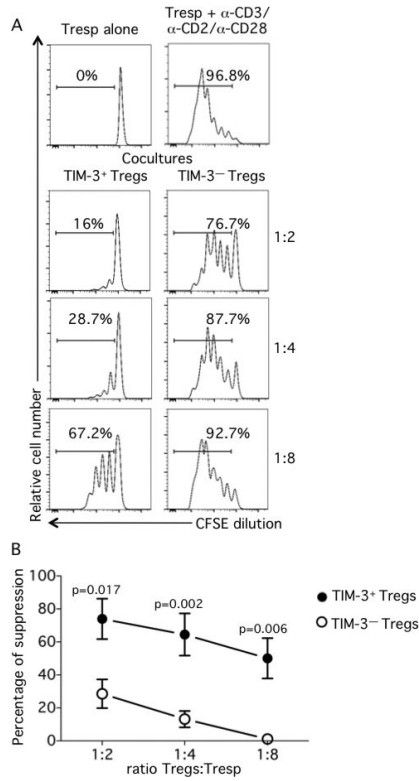 A
Tresp alone
Tresp + α-CD3/
α-CD2/α-CD28
0%
96.8%
Cocultures
TIM-3+ Tregs
TIM-3— Tregs
16%
76.7%
1:2
28.7%
87.7%
1:4
67.2%
92.7%
1:8
Relative cell number
CFSE dilution
B
Percentage of suppression
100
80
60
40
20
0
p=0.017
p=0.002
p=0.006
TIM-3+ Tregs
TIM-3— Tregs
1:2
1:4
1:8
ratio Tregs:Tresp